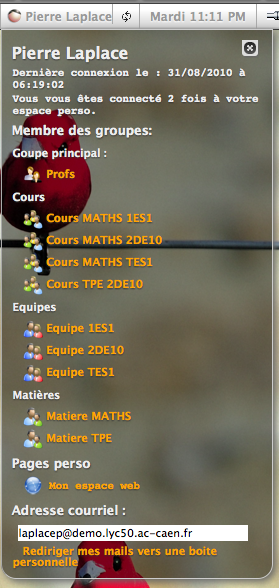 Pierre Laplace Mardi 11:11 PM
Pierre Laplace
Dernière connexion le : 31/08/2010 à
06:19:02
Vous vous êtes connecté 2 fois à votre
espace perso.
Membre des groupes:
Goupe principal :
Profs
Cours
Cours MATHS 1ES1
Cours MATHS 2DE10
Cours MATHS TES1
Cours TPE 2DE10
Equipes
Equipe 1ES1
Equipe 2DE10
Equipe TES1
Matières
Matiere MATHS
Matiere TPE
Pages perso
Mon espace web
Adresse courriel :
laplacep@demo.lyc50.ac-caen.fr
Rediriger mes mails vers une boite
personnelle